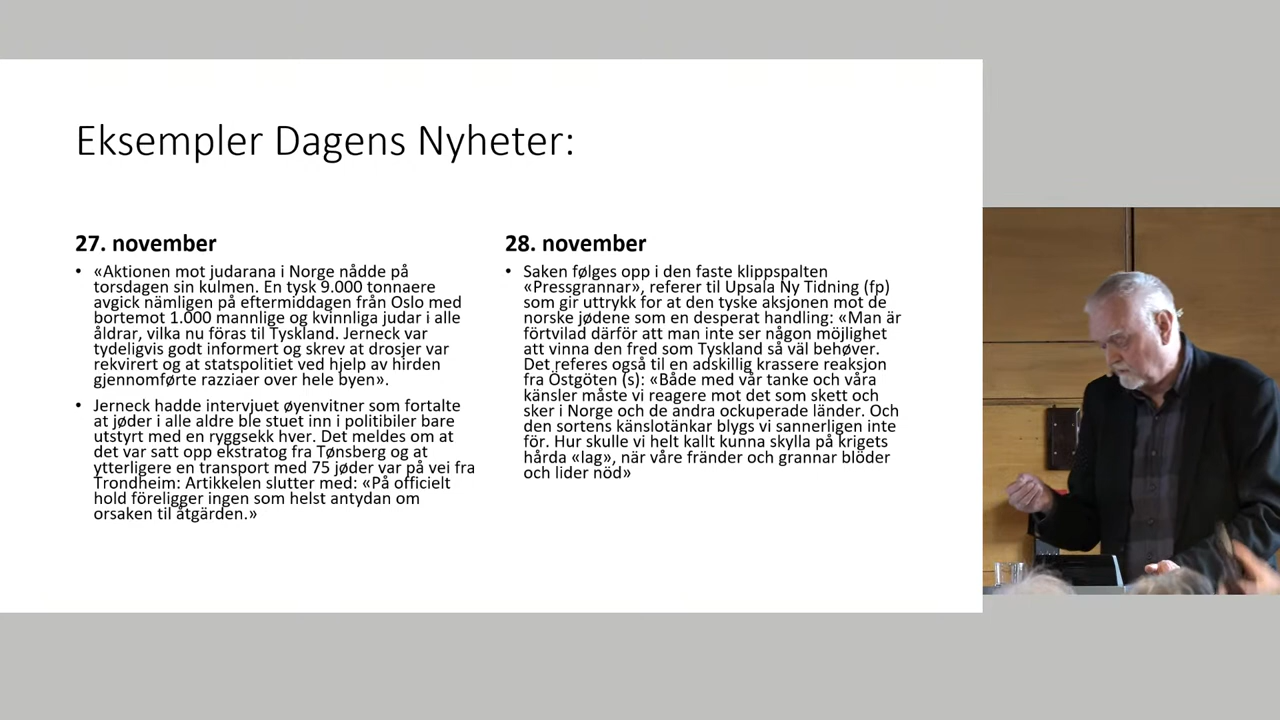 Eksempler Dagens Nyheter:
27. november
• «Aktionen mot judarana i Norge nådde på
torsdagen sin kulmen. En tysk 9.000 tonnaere
avgick nämligen på eftermiddagen från Oslo med
bortemot 1.000 mannlige og kvinnliga judar i alle
åldrar, vilka nu föras til Tyskland. Jerneck var
tydeligvis godt informert og skrev at drosjer var
rekvirert og at statspolitiet ved hjelp av hirden
gjennomførte razziaer over hele byen».
• Jerneck hadde intervjuet øyenvitner som fortalte
at jøder i alle aldre ble stuet inn i politibiler bare
utstyrt med en ryggsekk hver. Det meldes om at
det var satt opp ekstratog fra Tønsberg og at
ytterligere en transport med 75 jøder var på vei fra
Trondheim: Artikkelen slutter med: «På officielt
hold föreligger ingen som helst antydan om
orsaken til åtgärden.»
28. november
• Saken følges opp i den faste klippspalten
«Pressgrannar», referer til Upsala Ny Tidning (fp)
som gir uttrykk for at den tyske aksjonen mot de
norske jødene som en desperat handling: «Man är
förtvilad därför att man inte ser någon möjlighet
att vinna den fred som Tyskland så väl behøver.
Det referes også til en adskillig krassere reaksjon
fra Östgöten (s): «Både med vår tanke och våra
känsler måste vi reagere mot det som skett och
sker i Norge och de andra ockuperade länder. Och
den sortens känslotänkar blygs vi sannerligen inte
för. Hur skulle vi helt kallt kunna skylla på krigets
hårda «lag», när våre fränder och grannar blöder
och lider nöd»